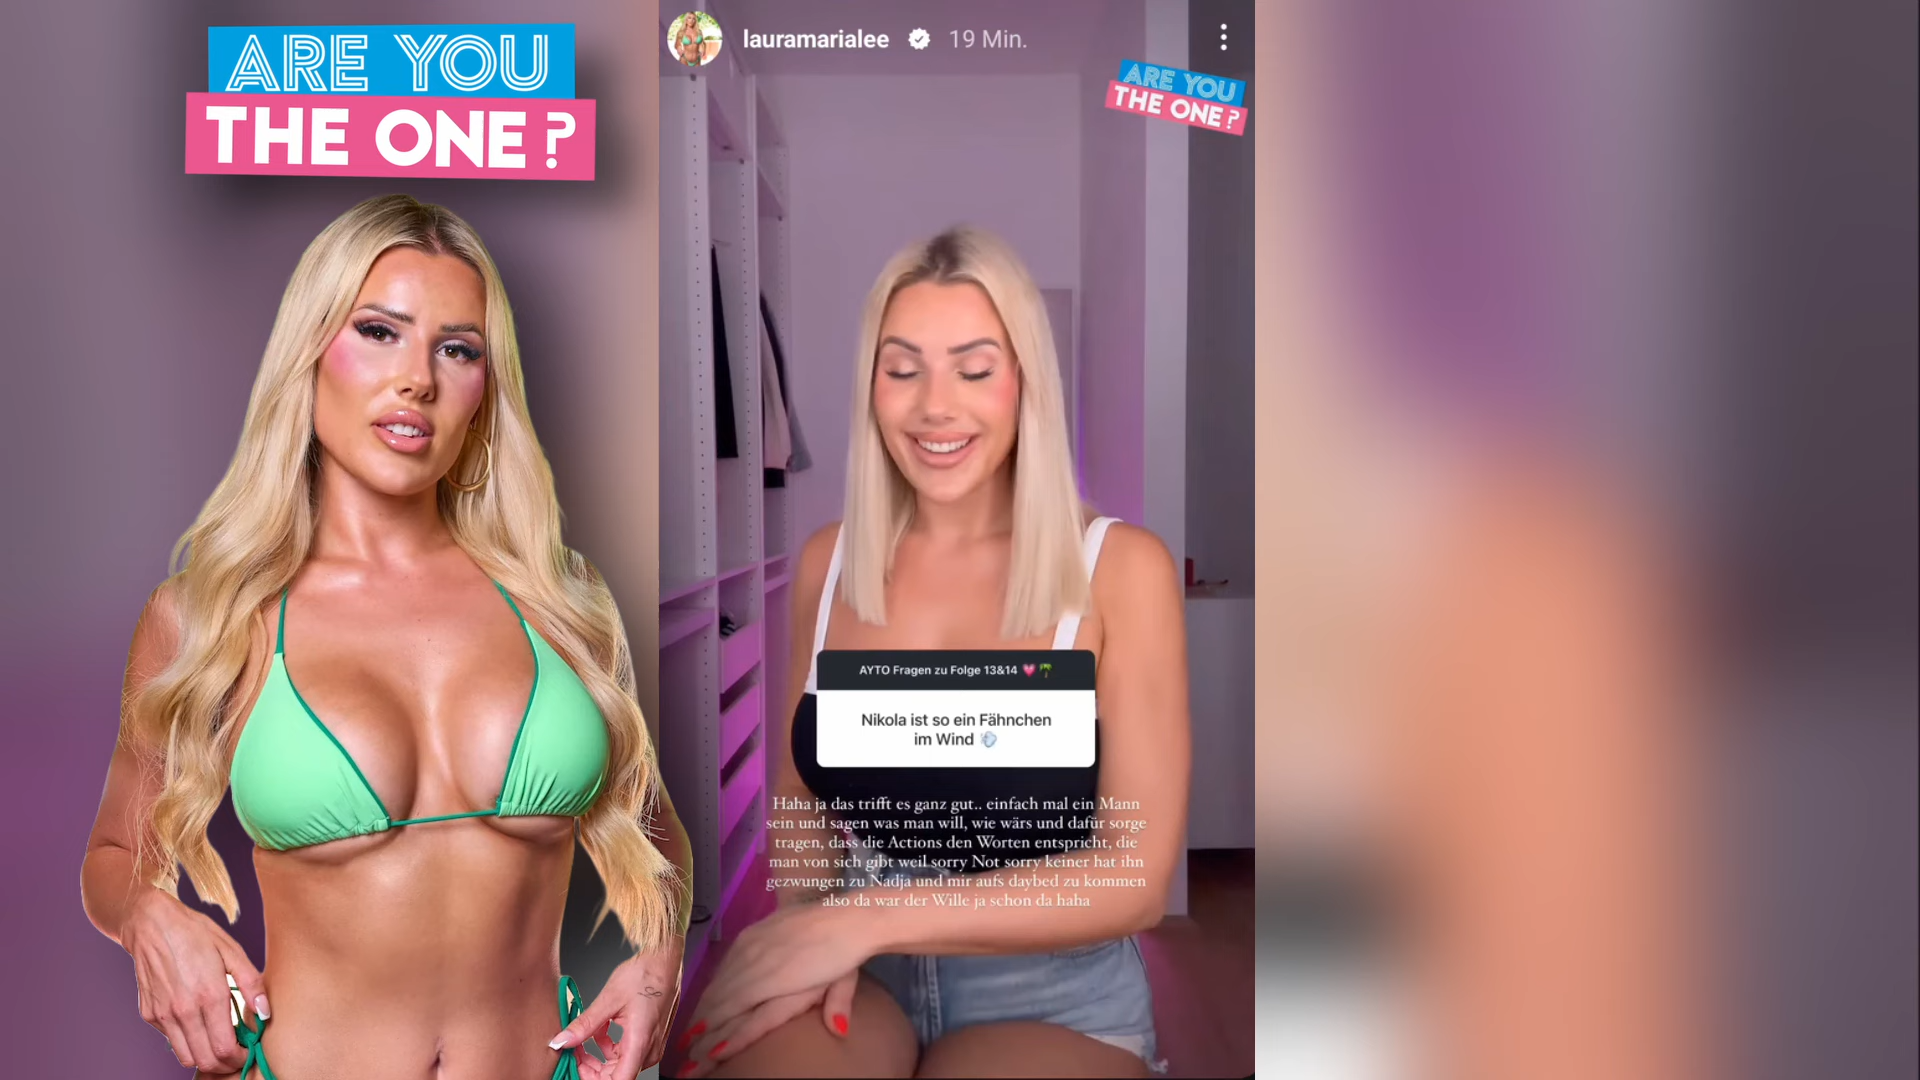 ARE YOU
THE ONE?
lauramarialee 19 Min.
ARE YOU
THE ONE?
AYTO Fragen zu Folge 13&14 💗🌴
Nikola ist so ein Fähnchen
im Wind 💨
Haha ja das trifft es ganz gut.. einfach mal ein Mann
sein und sagen was man will, wie wärs und dafür sorge
tragen, dass die Actions den Worten entspricht, die
man von sich gibt weil sorry Not sorry keiner hat ihn
gezwungen zu Nadja und mir aufs daybed zu kommen
also da war der Wille ja schon da haha